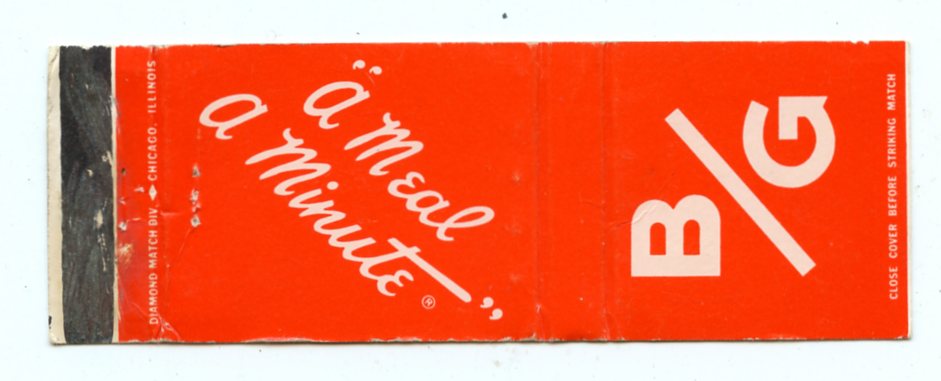 "a meal
a minute"®
DIAMOND MATCH DIV. CHICAGO, ILLINOIS
B/G
CLOSE COVER BEFORE STRIKING MATCH